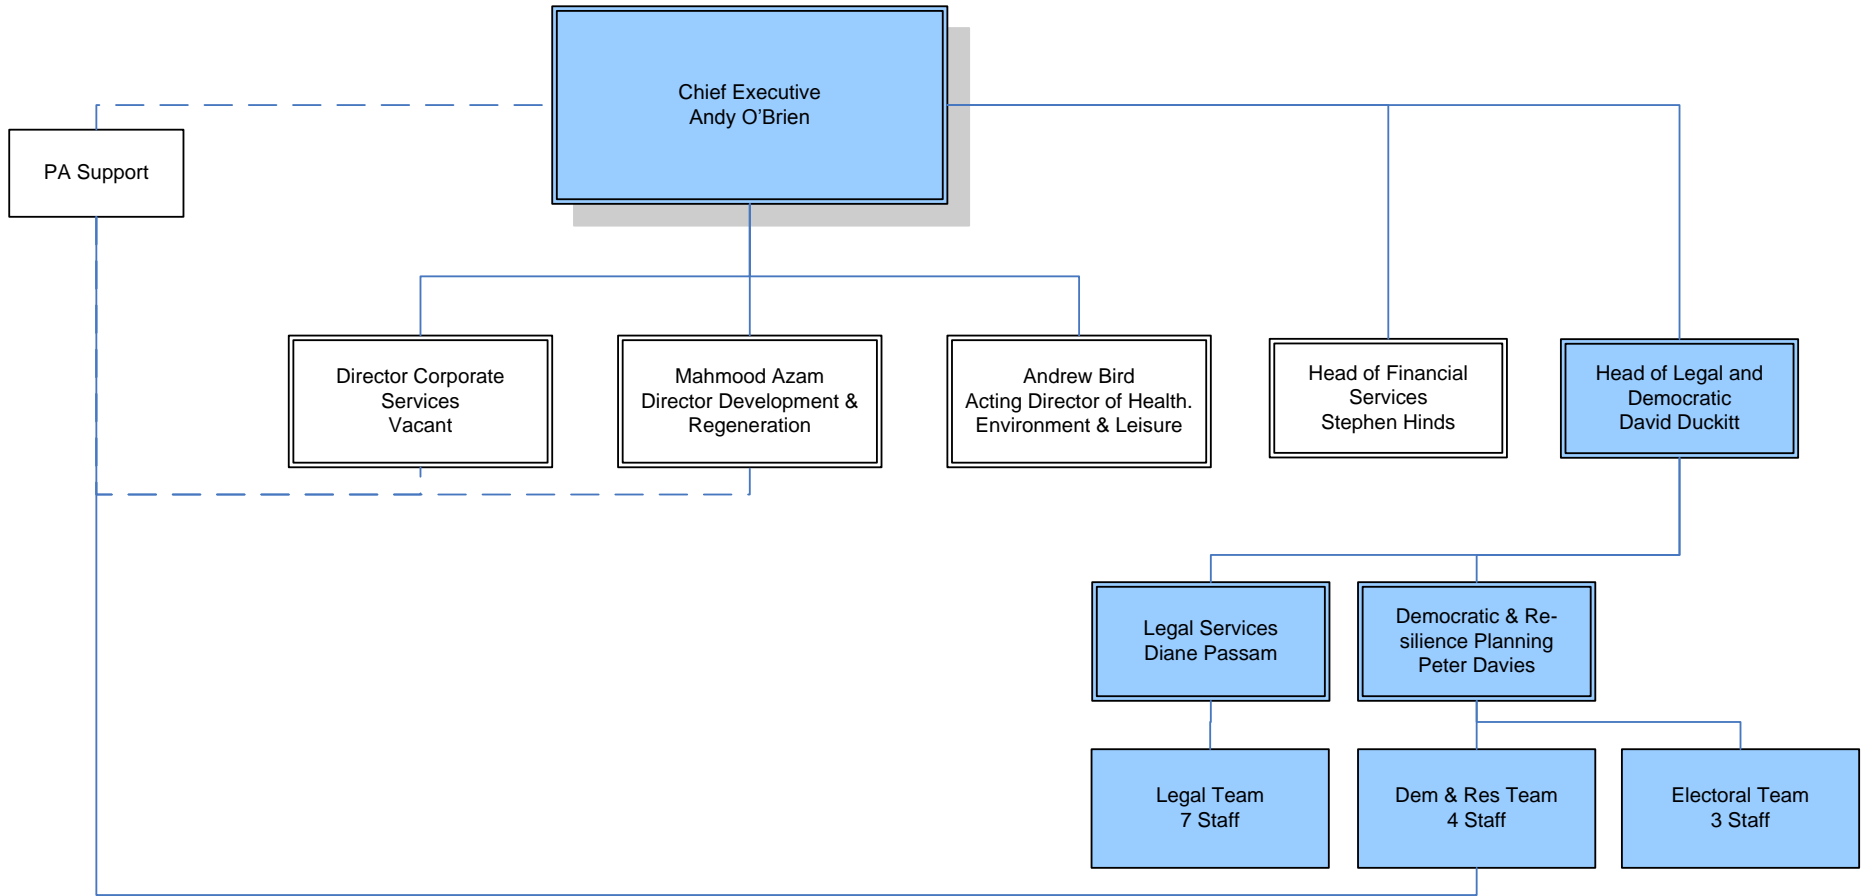 Chief Executive
Andy O’Brien
PA Support
Director Corporate
Services
Vacant
Mahmood Azam
Director Development &
Regeneration
Andrew Bird
Acting Director of Health.
Environment & Leisure
Head of Financial
Services
Stephen Hinds
Head of Legal and
Democratic
David Duckitt
Legal Services
Diane Passam
Democratic & Re-
silience Planning
Peter Davies
Legal Team
7 Staff
Dem & Res Team
4 Staff
Electoral Team
3 Staff